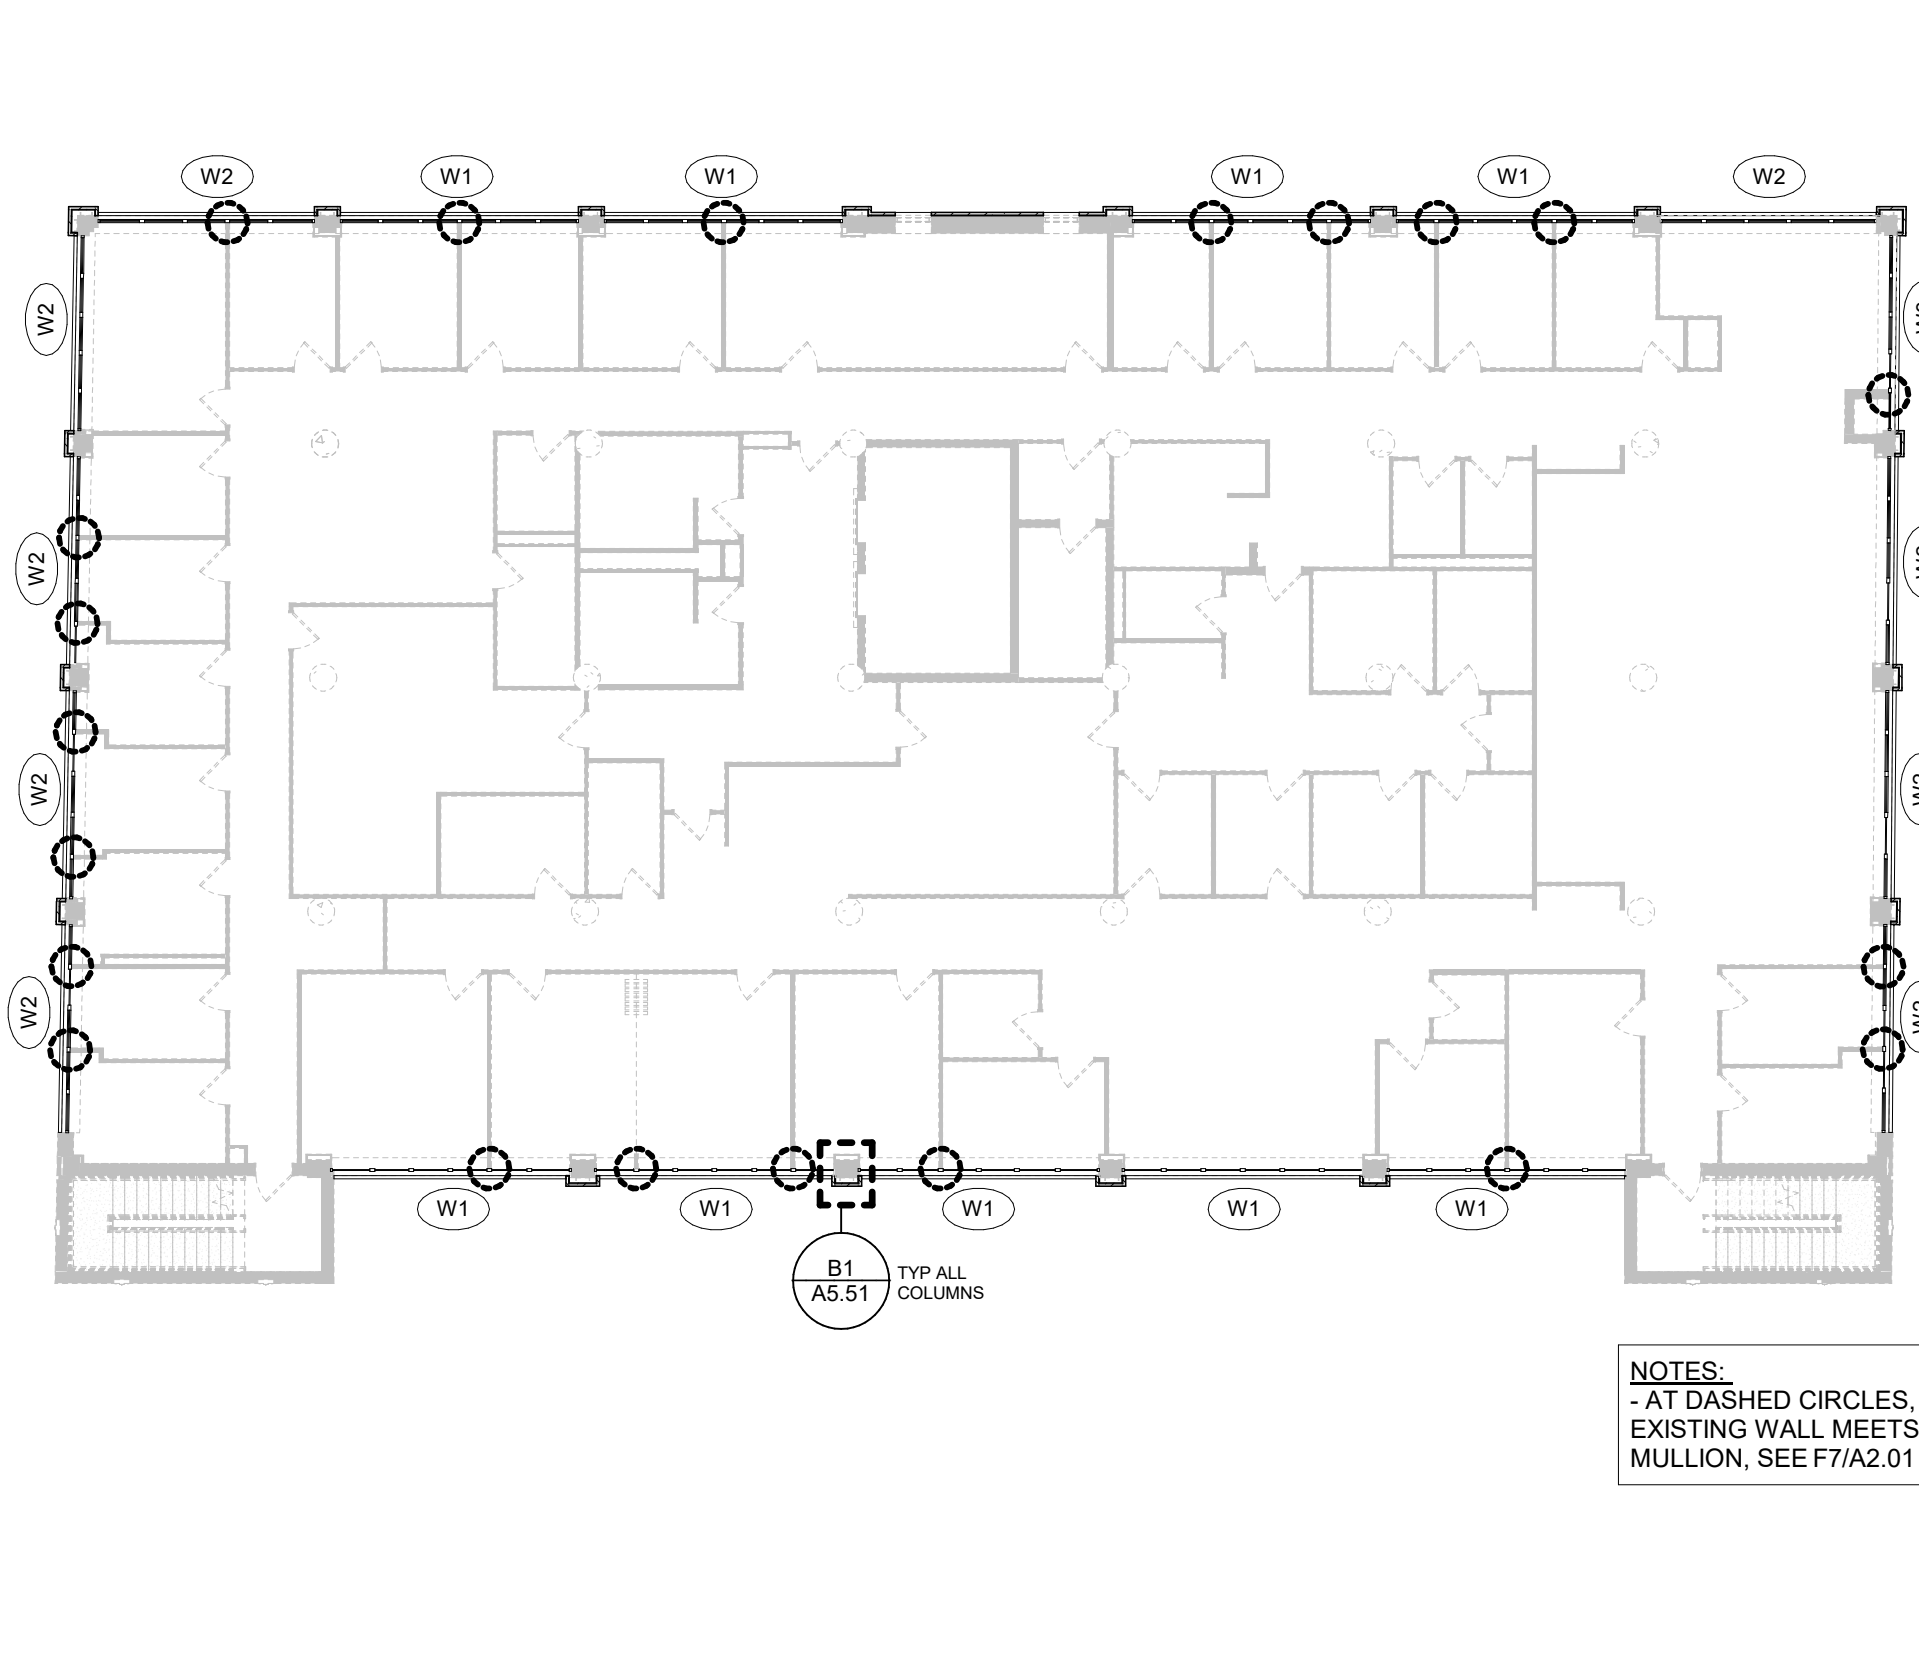 W2
W1
W1
W1
W1
W2
W2
W2
W2
W2
W1
W1
W1
W1
W1
B1
A5.51
TYP ALL
COLUMNS
NOTES:
- AT DASHED CIRCLES,
EXISTING WALL MEETS
MULLION, SEE F7/A2.01